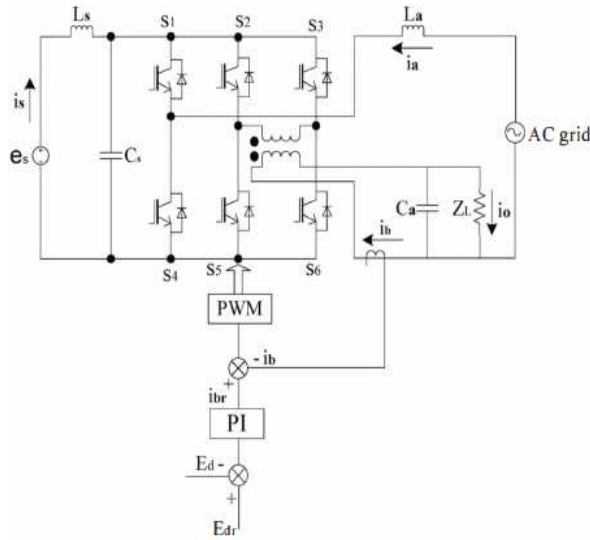 Ls
S1
S2
S3
La
is
ia
es
Cs
AC grid
Ca
ZL
io
ib
S4
S5
S6
PWM
- ib
+
ibr
PI
Ed -
+
Edr